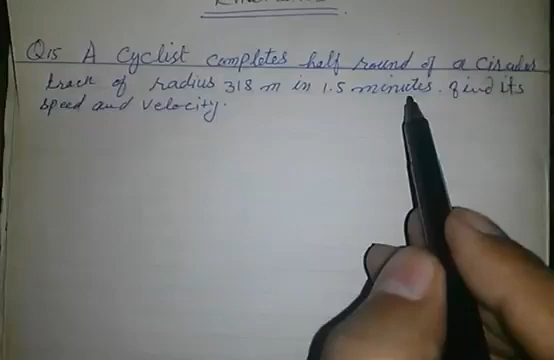 Q15 A Cyclist completes half round of a Circular
track of radius 318 m in 1.5 minutes. find its
speed and velocity.